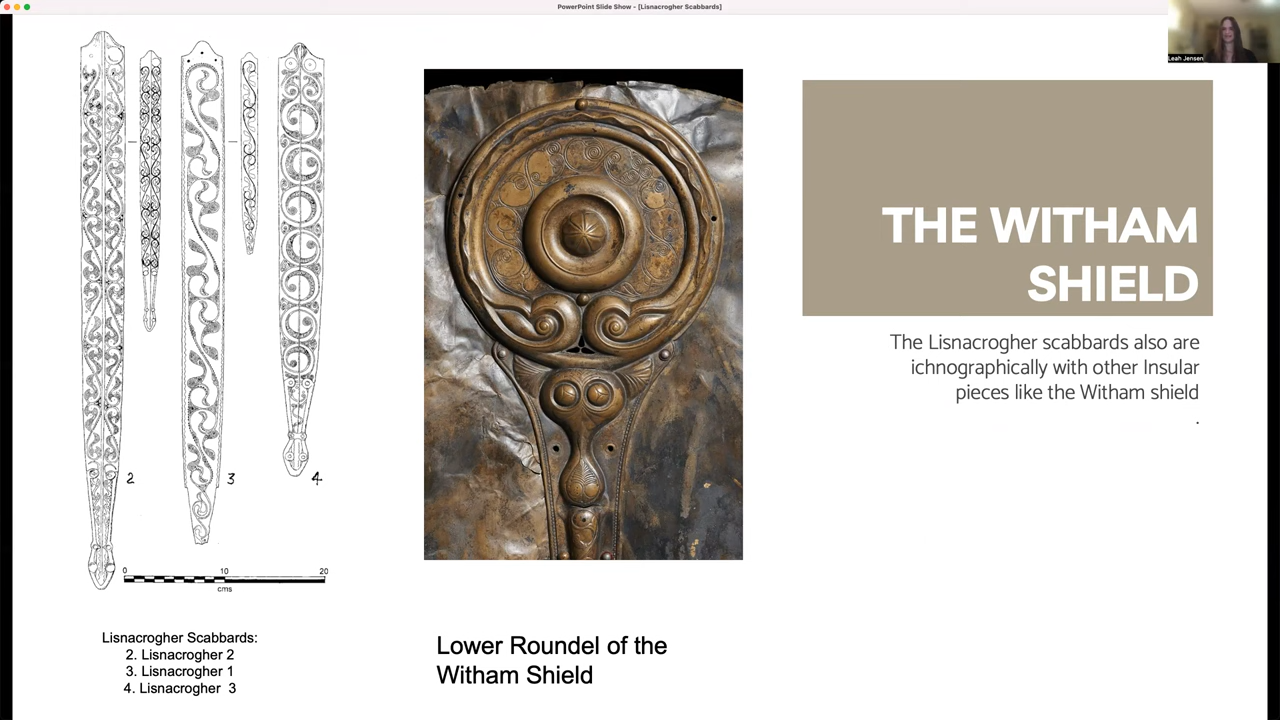 PowerPoint Slide Show - [Lisnacrogher Scabbards]
Leah Jensen
THE WITHAM
SHIELD
The Lisnacrogher scabbards also are
ichnographically with other Insular
pieces like the Witham shield
.
2
3
4
0 10 20
cms
Lisnacrogher Scabbards:
2. Lisnacrogher 2
3. Lisnacrogher 1
4. Lisnacrogher 3
Lower Roundel of the
Witham Shield